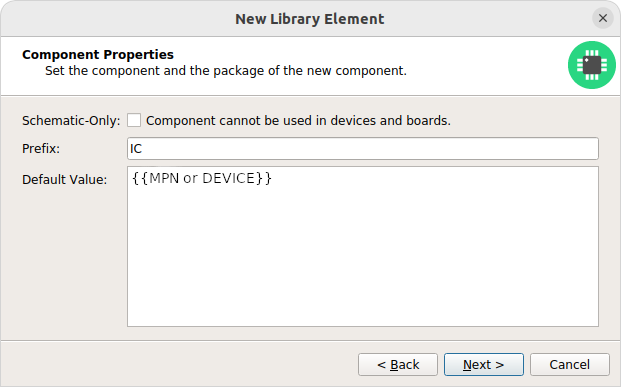 New Library Element
Component Properties
Set the component and the package of the new component.
Schematic-Only: Component cannot be used in devices and boards.
Prefix: IC
Default Value: {{MPN or DEVICE}}
< Back Next > Cancel